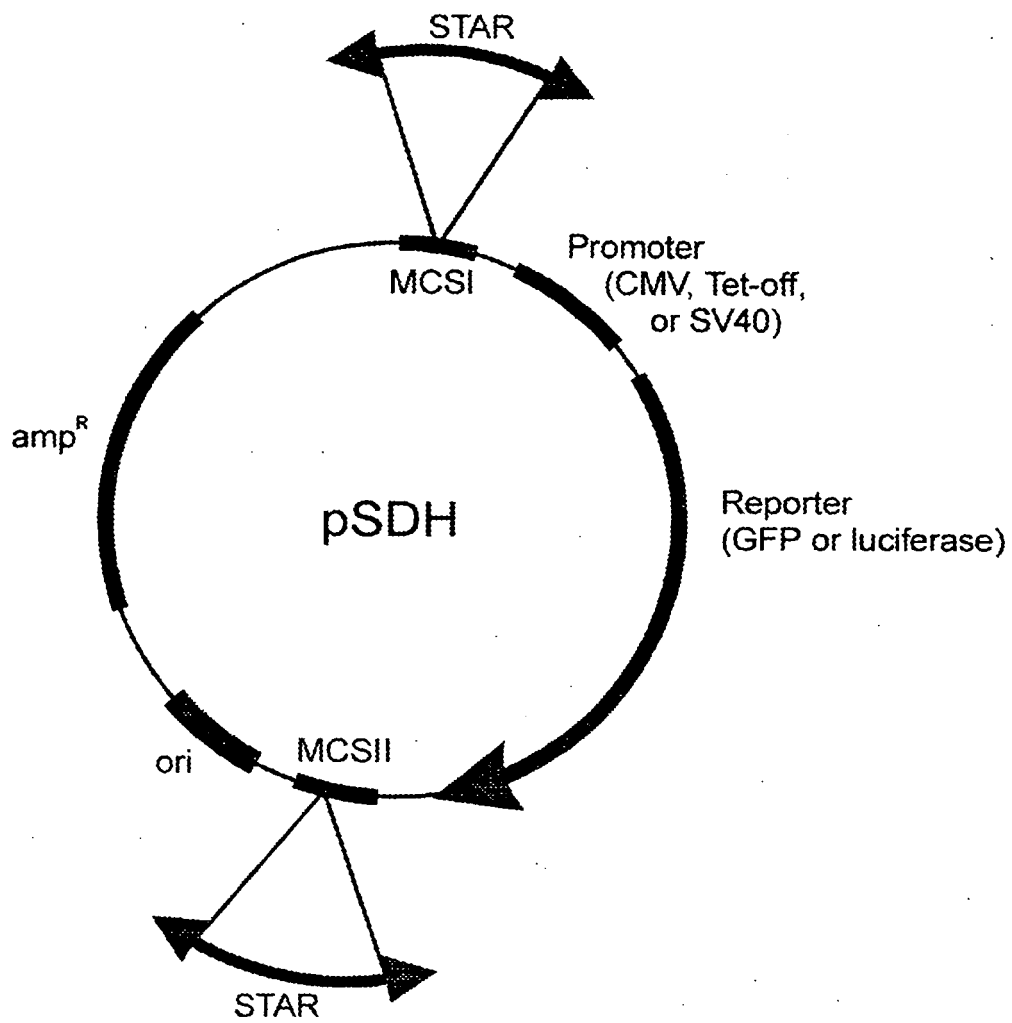 STAR
MCSI
Promoter
(CMV, Tet-off,
or SV40)
amp^R
pSDH
Reporter
(GFP or luciferase)
MCSII
ori
STAR